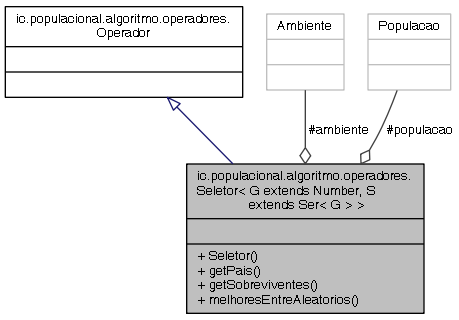 ic.populacional.algoritmo.operadores.
Operador
Ambiente
Populacao
#ambiente
#populacao
ic.populacional.algoritmo.operadores.
Seletor< G extends Number, S
extends Ser< G > >
+ Seletor()
+ getPais()
+ getSobreviventes()
+ melhoresEntreAleatorios()